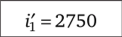 i′₁ = 2750